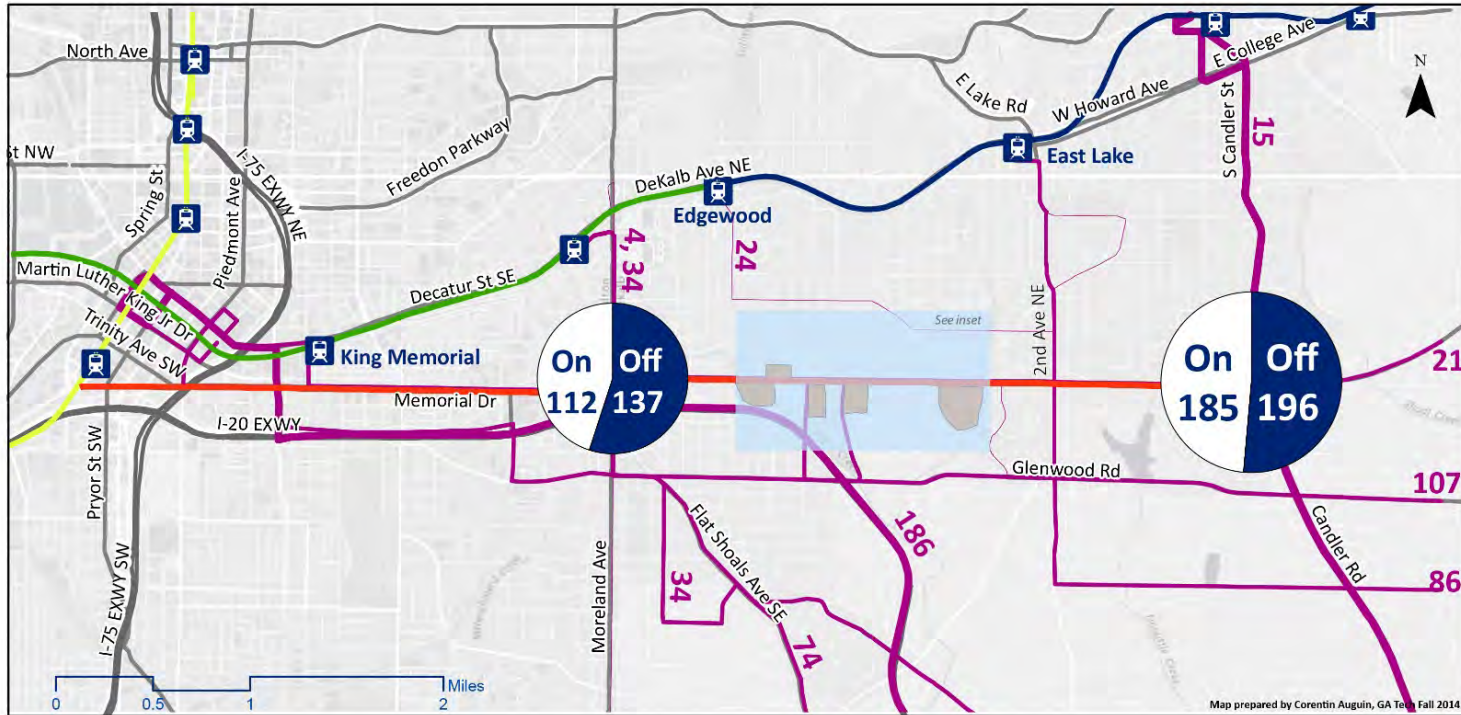 North Ave
St NW
Spring St
Piedmont Ave
I-75 EXWY NE
Freedon Parkway
E Lake Rd
W Howard Ave
E College Ave
S Candler St
15
N
East Lake
DeKalb Ave NE
Edgewood
4, 34
24
Decatur St SE
Martin Luther King Jr Dr
Trinity Ave SW
King Memorial
See inset
2nd Ave NE
On
112
Off
137
On
185
Off
196
21
Memorial Dr
I-20 EXWY
Pryor St SW
Glenwood Rd
107
Candler Rd
186
Flat Shoals Ave SE
34
74
86
Moreland Ave
I-75 EXWY SW
Miles
0 0.5 1 2
Map prepared by Corentin Auguin, GA Tech Fall 2014